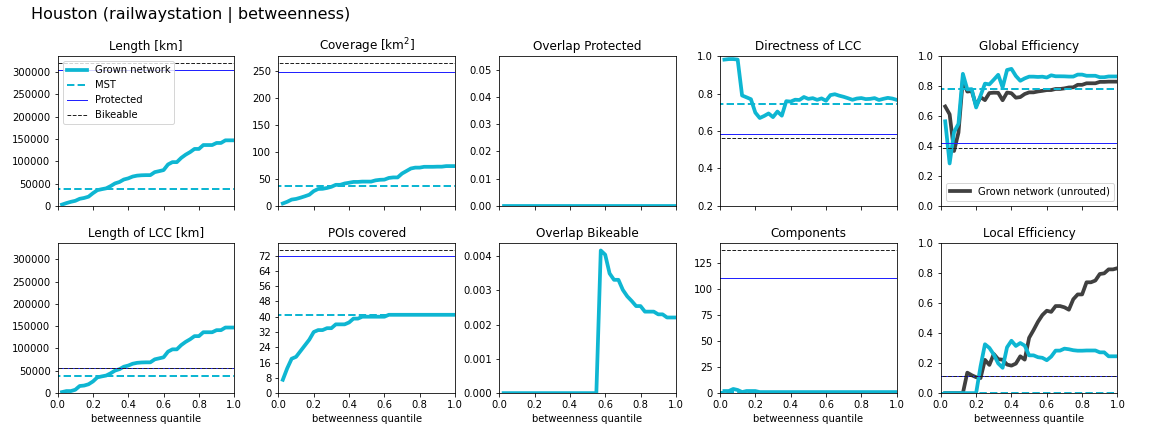 Houston (railwaystation | betweenness)
Length [km]
300000
250000
200000
150000
100000
50000
0
Grown network
MST
Protected
Bikeable
Coverage [km²]
250
200
150
100
50
0
Overlap Protected
0.05
0.04
0.03
0.02
0.01
0.00
Directness of LCC
1.0
0.8
0.6
0.4
0.2
Global Efficiency
1.0
0.8
0.6
0.4
0.2
0.0
Grown network (unrouted)
Length of LCC [km]
300000
250000
200000
150000
100000
50000
0
0.0 0.2 0.4 0.6 0.8 1.0
betweenness quantile
POIs covered
72
64
56
48
40
32
24
16
8
0.0 0.2 0.4 0.6 0.8 1.0
betweenness quantile
Overlap Bikeable
0.004
0.003
0.002
0.001
0.000
0.0 0.2 0.4 0.6 0.8 1.0
betweenness quantile
Components
125
100
75
50
25
0
0.0 0.2 0.4 0.6 0.8 1.0
betweenness quantile
Local Efficiency
1.0
0.8
0.6
0.4
0.2
0.0
0.0 0.2 0.4 0.6 0.8 1.0
betweenness quantile